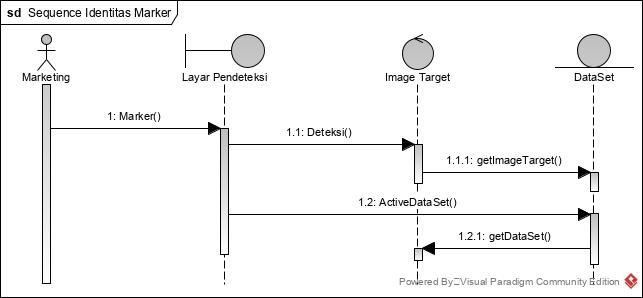 sd Sequence Identitas Marker
Marketing
Layar Pendeteksi
Image Target
DataSet
1: Marker()
1.1: Deteksi()
1.1.1: getImageTarget()
1.2: ActiveDataSet()
1.2.1: getDataSet()
Powered By Visual Paradigm Community Edition